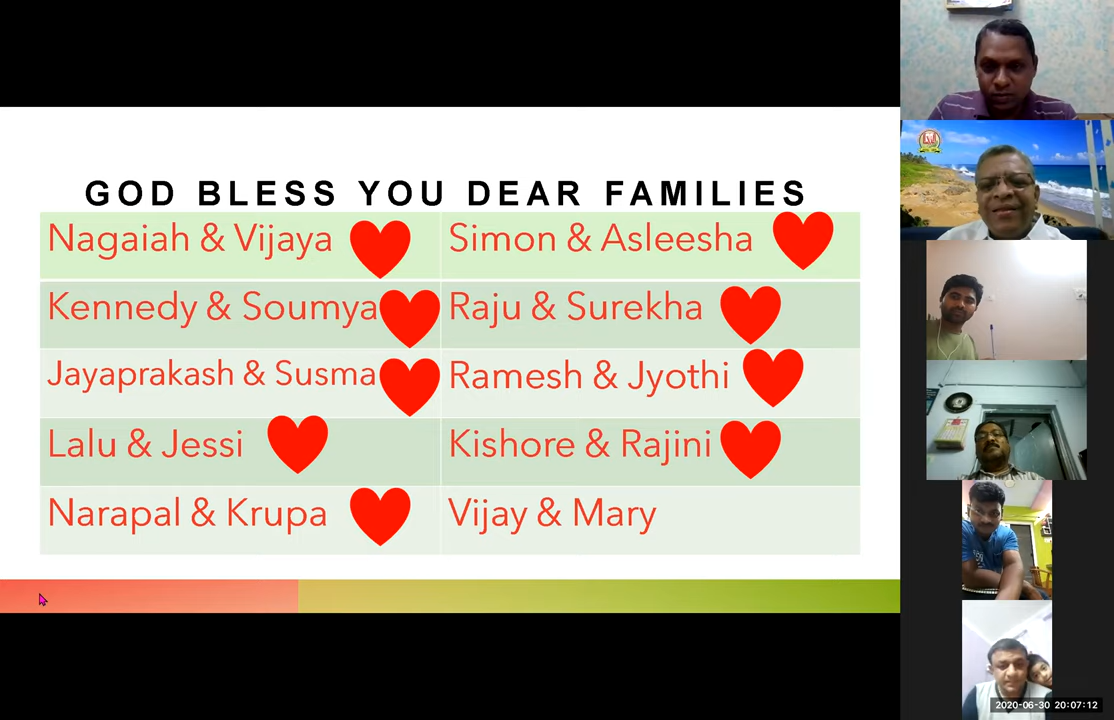 GOD BLESS YOU DEAR FAMILIES
Nagaiah & Vijaya Simon & Asleesha
Kennedy & Soumya Raju & Surekha
Jayaprakash & Susma Ramesh & Jyothi
Lalu & Jessi Kishore & Rajini
Narapal & Krupa Vijay & Mary
2020-06-30 20:07:12